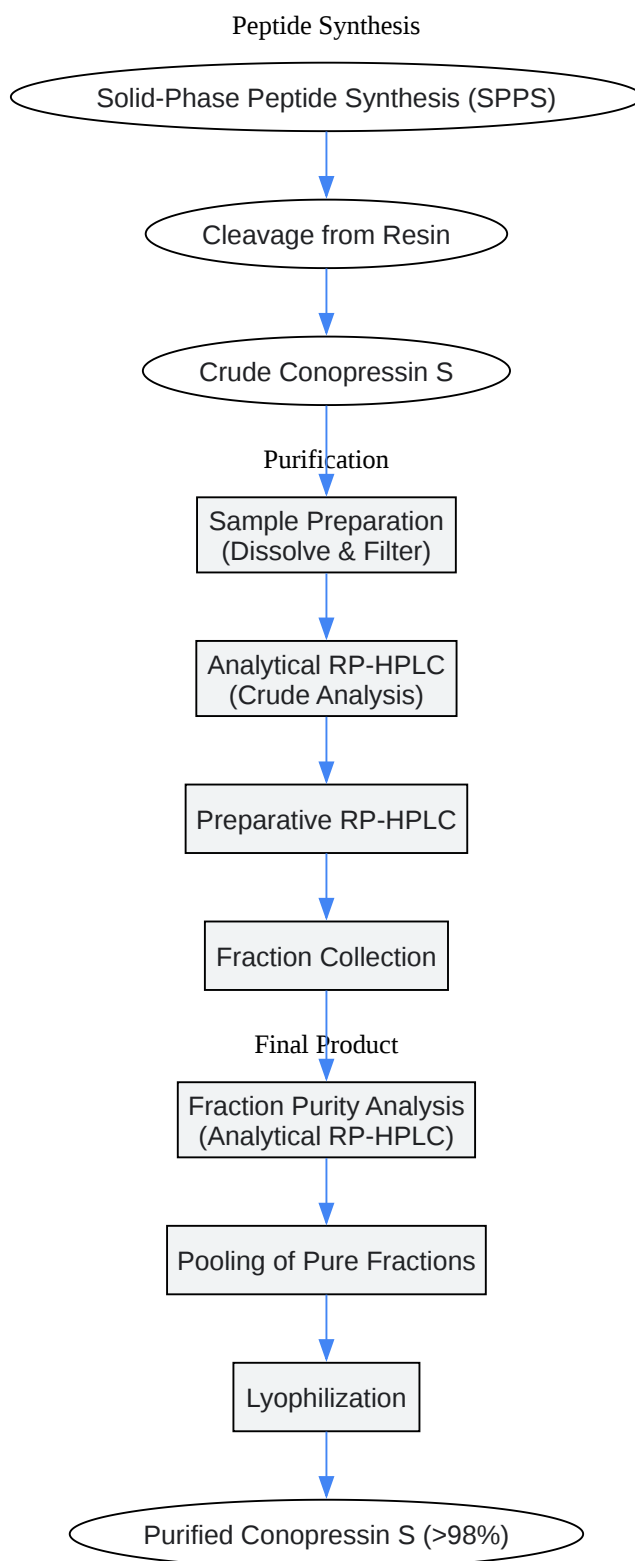 Peptide Synthesis
Solid-Phase Peptide Synthesis (SPPS)
Cleavage from Resin
Crude Conopressin S
Purification
Sample Preparation
(Dissolve & Filter)
Analytical RP-HPLC
(Crude Analysis)
Preparative RP-HPLC
Fraction Collection
Final Product
Fraction Purity Analysis
(Analytical RP-HPLC)
Pooling of Pure Fractions
Lyophilization
Purified Conopressin S (>98%)